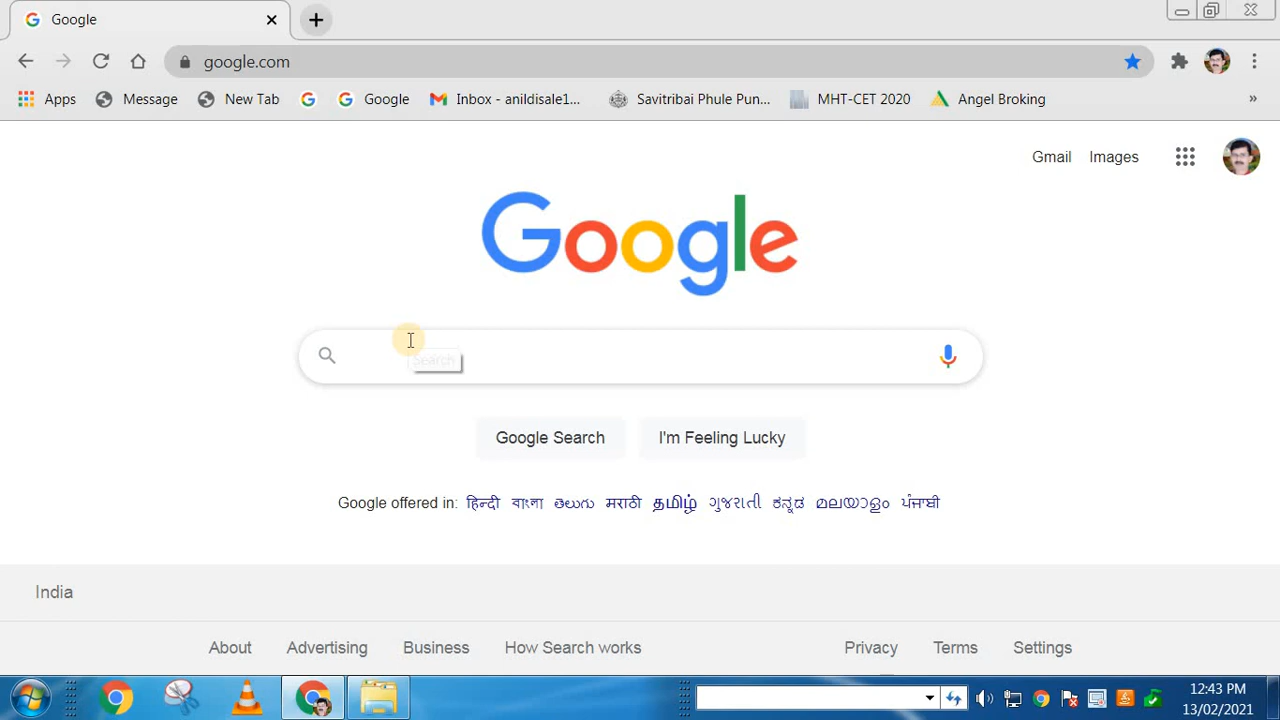 Google
google.com
Apps Message New Tab Google Inbox - anildisale1... Savitribai Phule Pun... MHT-CET 2020 Angel Broking »
Gmail Images
Google
Search
Google Search I'm Feeling Lucky
Google offered in: हिन्दी বাংলা తెలుగు मराठी தமிழ் ગુજરાતી ಕನ್ನಡ മലയാളം ਪੰਜਾਬੀ
India
About Advertising Business How Search works Privacy Terms Settings
12:43 PM
13/02/2021